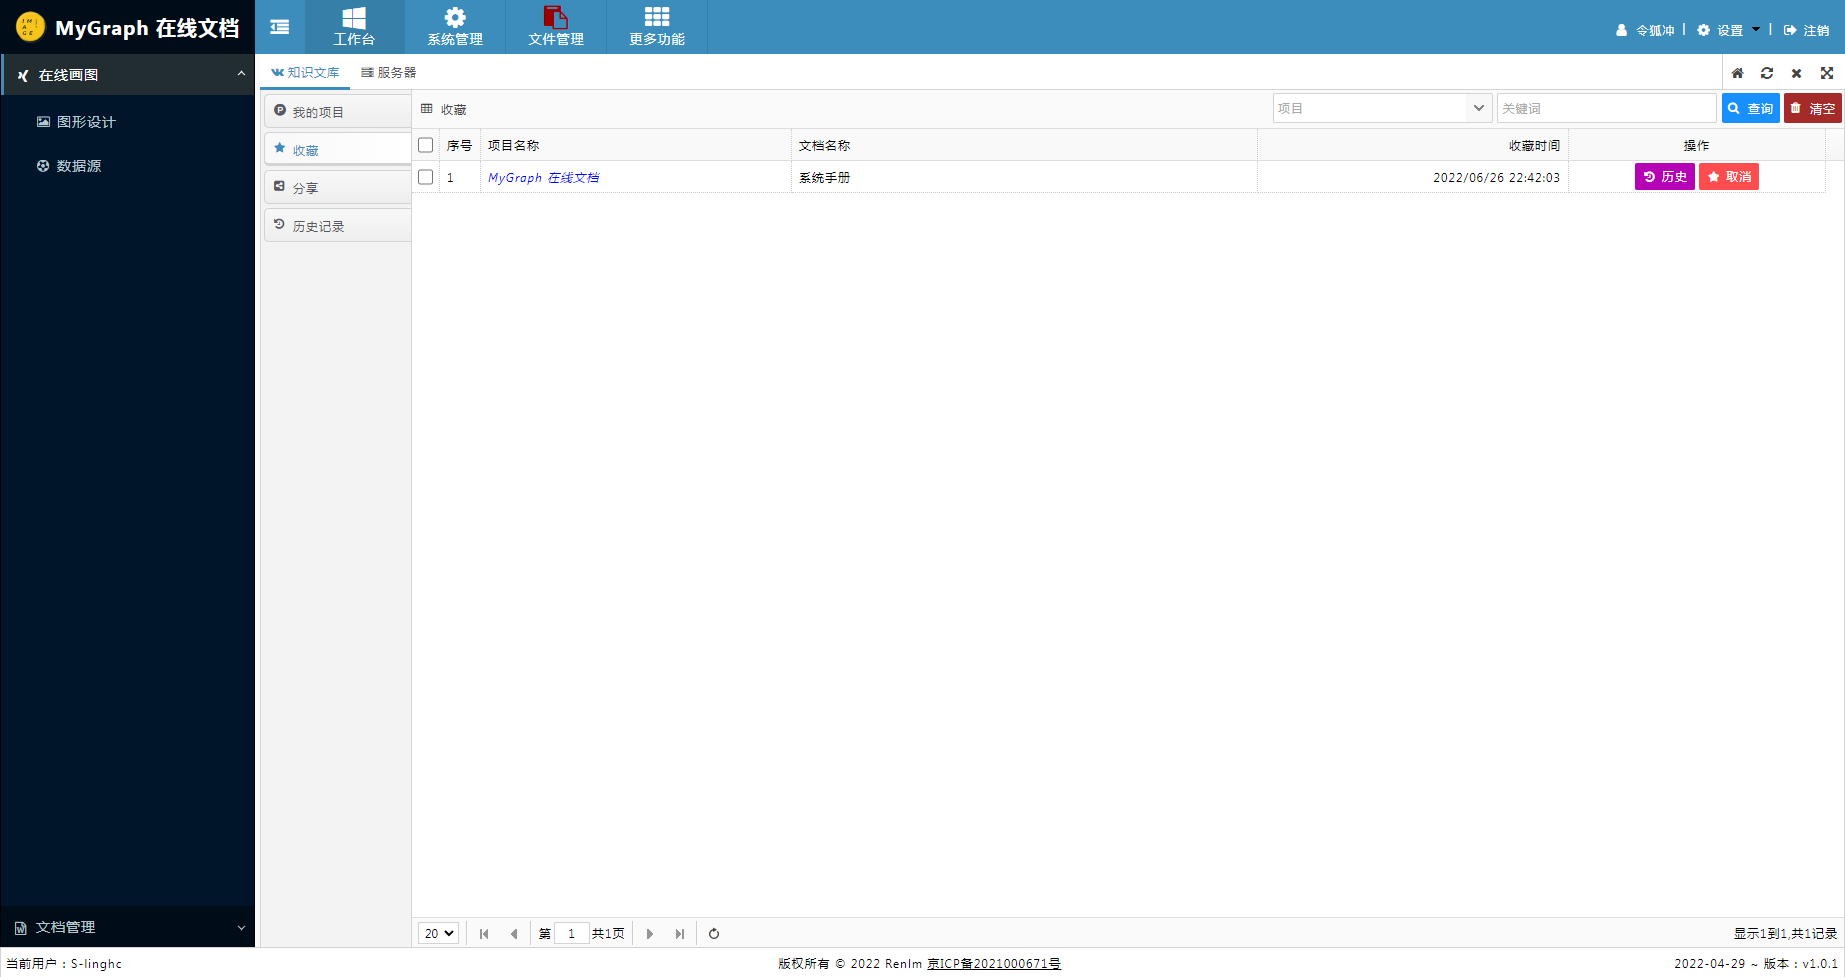 MyGraph 在线文档
工作台 系统管理 文件管理 更多功能
令狐冲 | 设置 | 注销
在线画图
图形设计
数据源
文档管理
知识文库 服务器
我的项目
收藏
分享
历史记录
收藏 项目 关键词 查询 清空
序号 项目名称 文档名称 收藏时间 操作
1 MyGraph 在线文档 系统手册 2022/06/26 22:42:03 历史 取消
20 第 1 共1页 显示1到1,共1记录
当前用户：S-linghc 版权所有 © 2022 Renlm 京ICP备2021000671号 2022-04-29 ~ 版本：v1.0.1